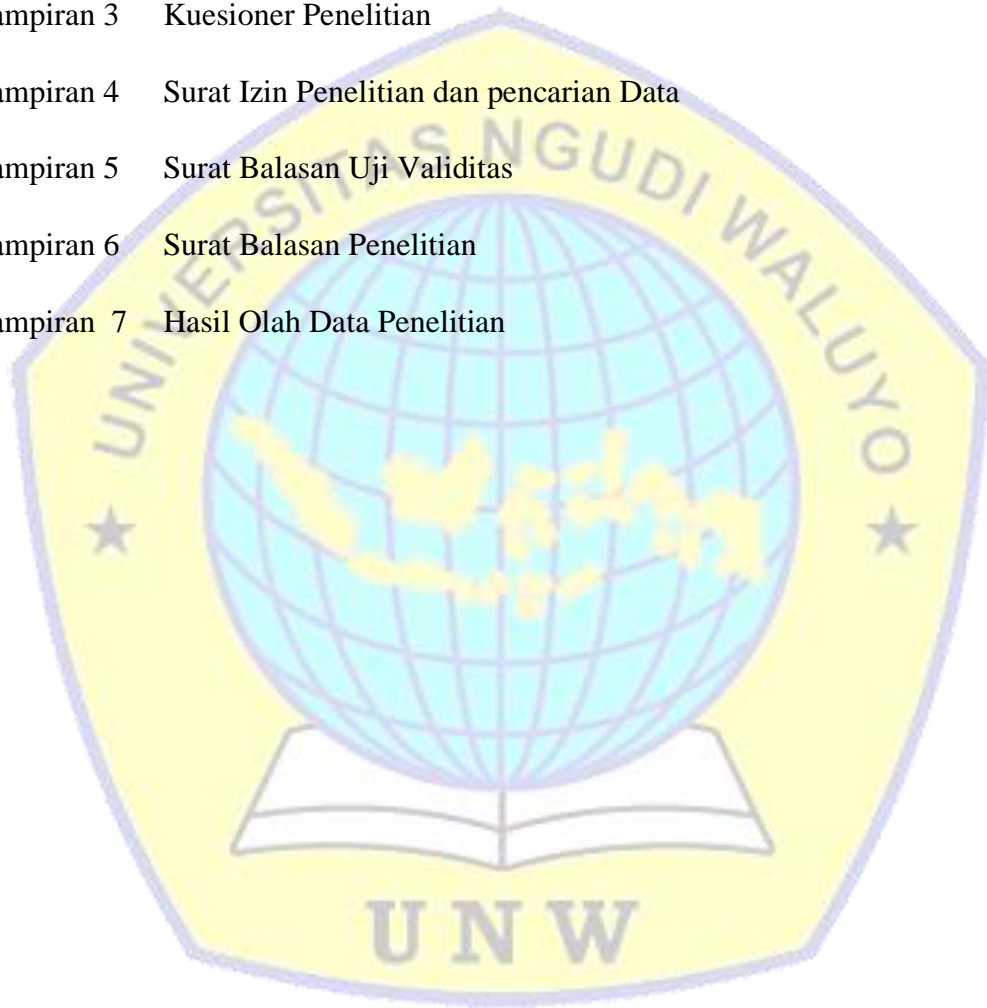 ampiran 3 Kuesioner Penelitian
ampiran 4 Surat Izin Penelitian dan pencarian Data
ampiran 5 Surat Balasan Uji Validitas
ampiran 6 Surat Balasan Penelitian
ampiran 7 Hasil Olah Data Penelitian
UNIVERSITAS NGUDI WALUYO
UNW